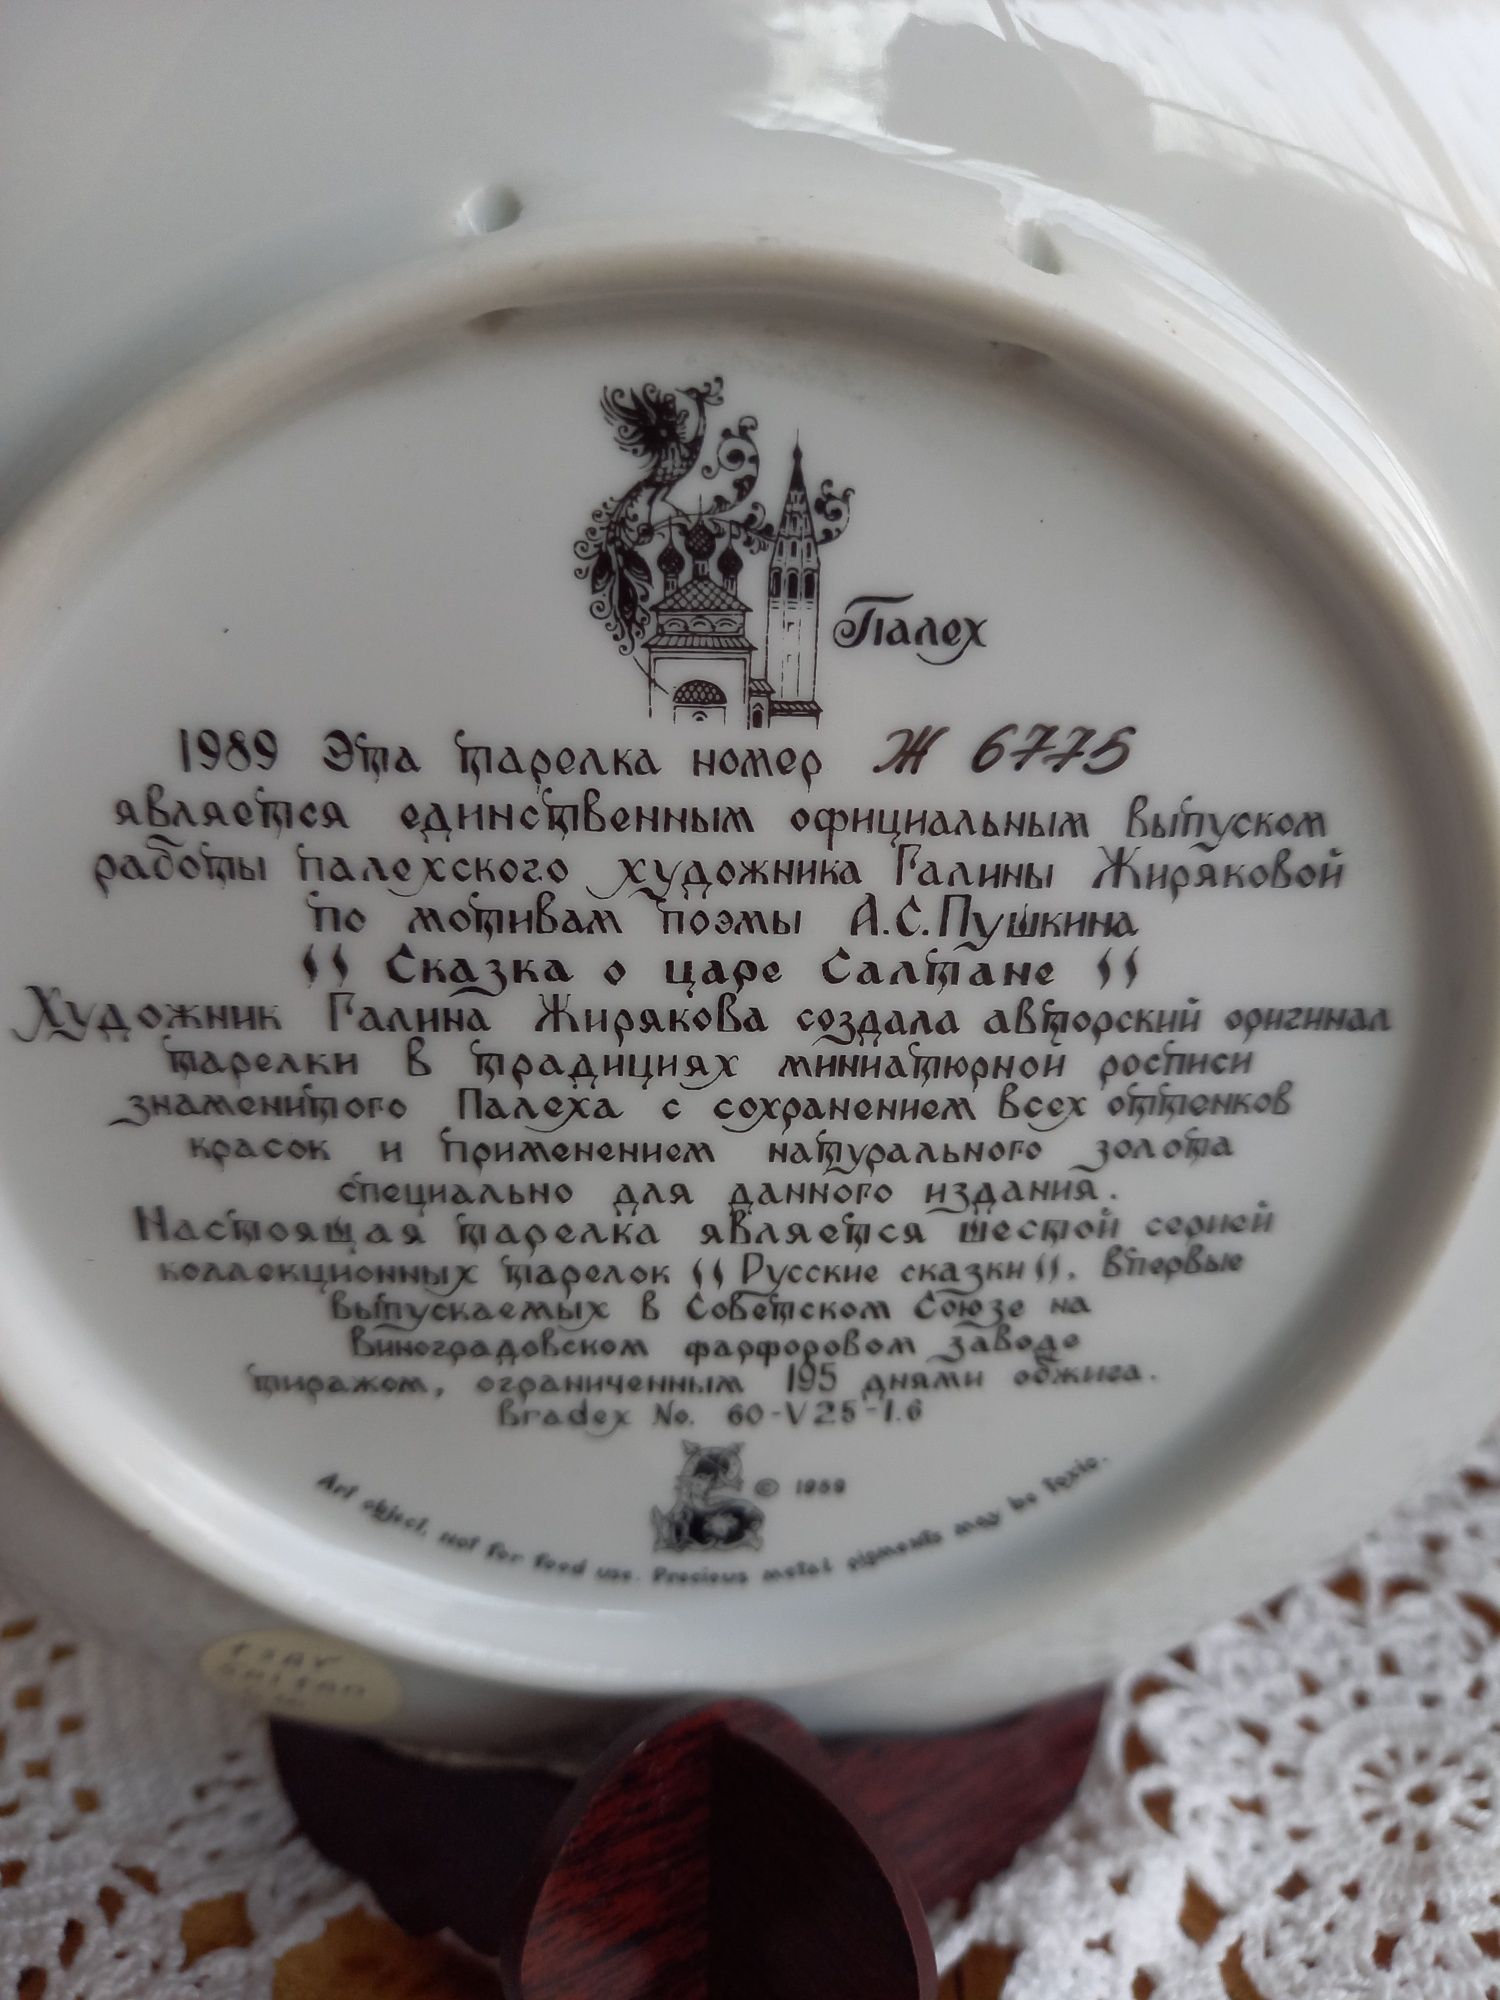 Палех
1989 Эта тарелка номер Ж 6775
является единственным официальным выпуском
работы палехского художника Галины Жиряковой
по мотивам поэмы А.С.Пушкина
"Сказка о царе Салтане"
Художник Галина Жирякова создала авторский оригинал
тарелки в традициях миниатюрной росписи
знаменитого Палеха с сохранением всех оттенков
красок и применением натурального золота
специально для данного издания.
Настоящая тарелка является шестой серией
коллекционных тарелок "Русские сказки", впервые
выпускаемых в Советском Союзе на
Виноградовском фарфоровом заводе
тиражом, ограниченным 195 днями обжига.
Bradex No. 60-V25-1.6
© 1989
Art object, not for food use. Precious metal pigments may be toxic.
TSAR
SALTAN